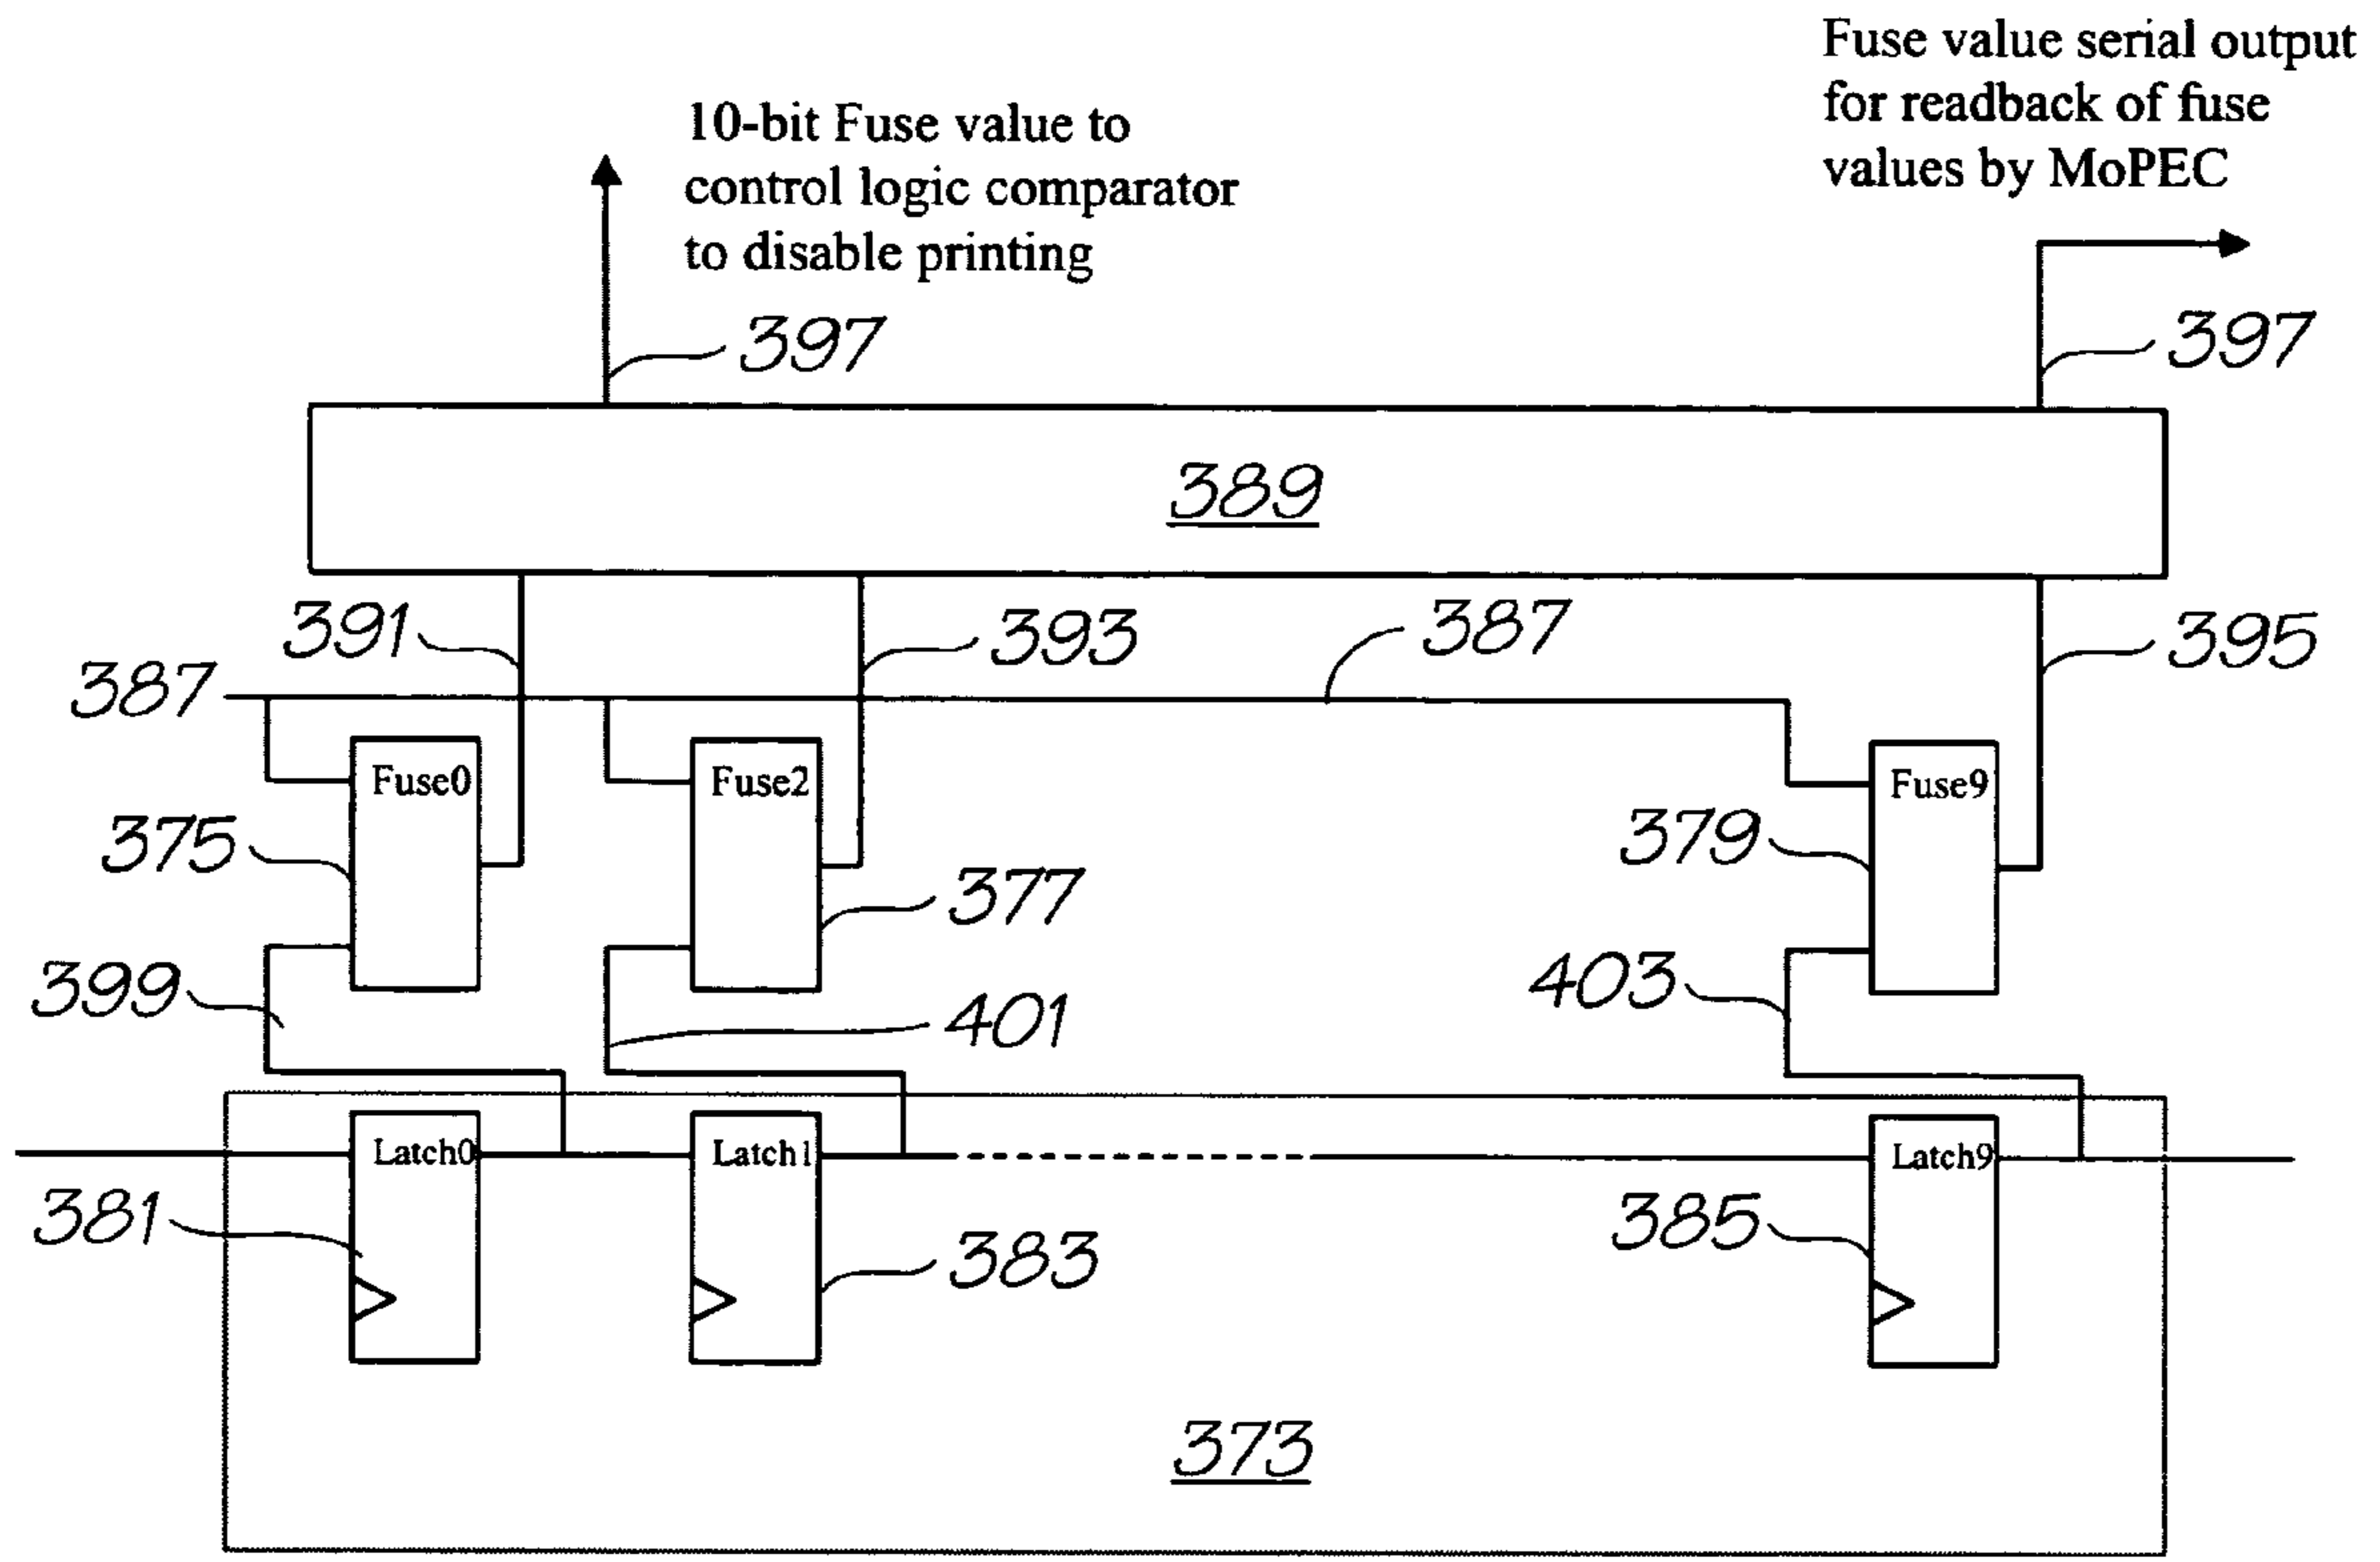 Fuse value serial output
for readback of fuse
values by MoPEC
10-bit Fuse value to
control logic comparator
to disable printing
397
397
389
391
393
387
395
387
Fuse0
Fuse2
Fuse9
375
379
377
399
403
401
Latch0
Latch1
Latch9
381
385
383
373